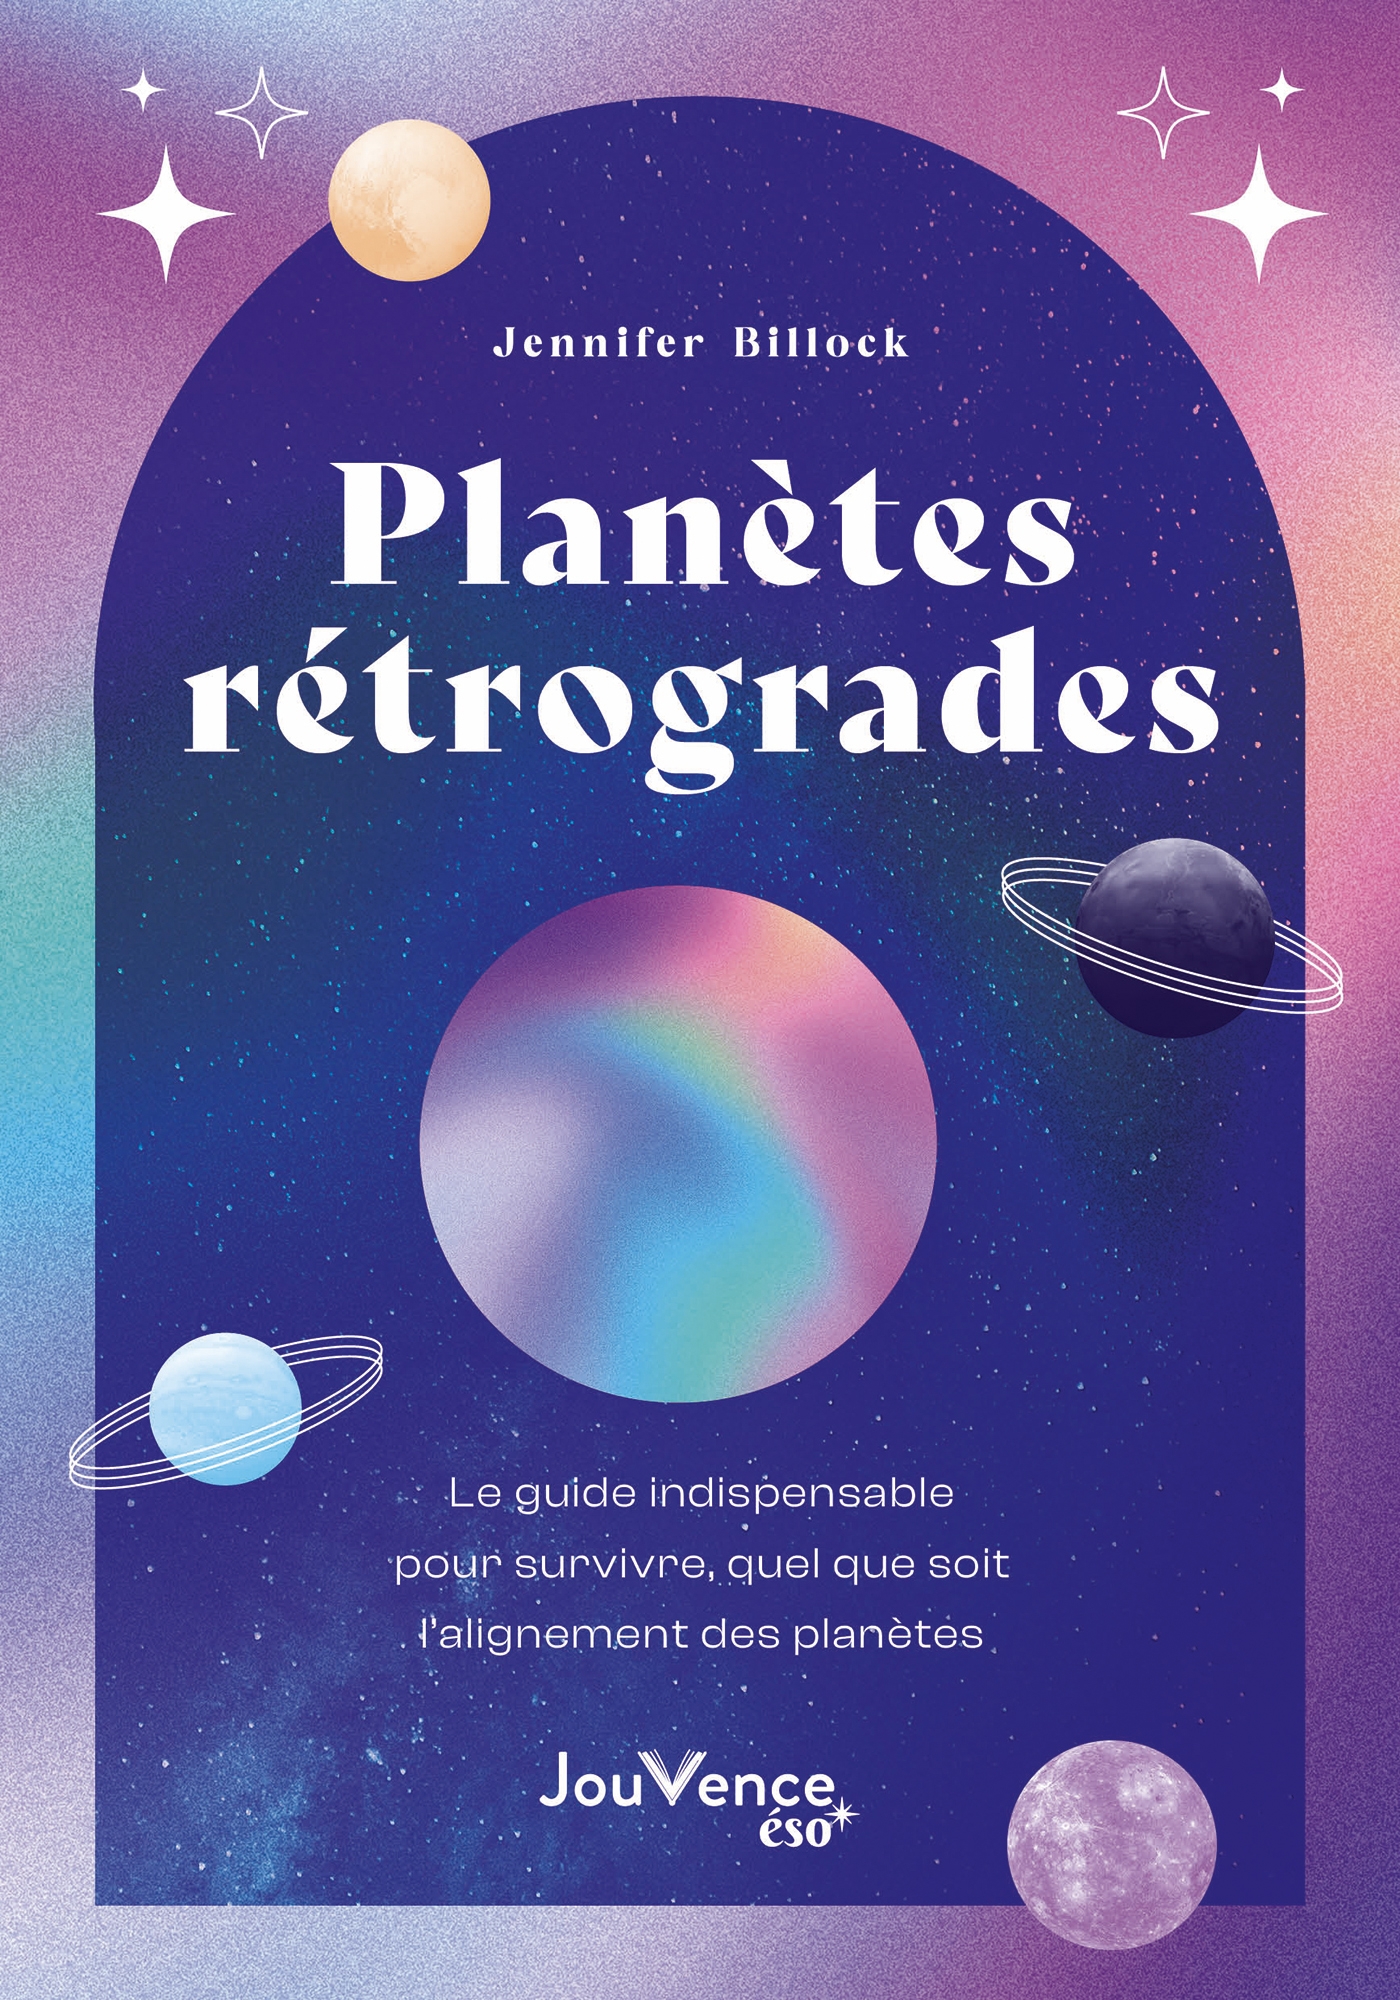 Jennifer Billock
Planètes
rétrogrades
Le guide indispensable
pour survivre, quel que soit
l’alignement des planètes
Jouvence
éso